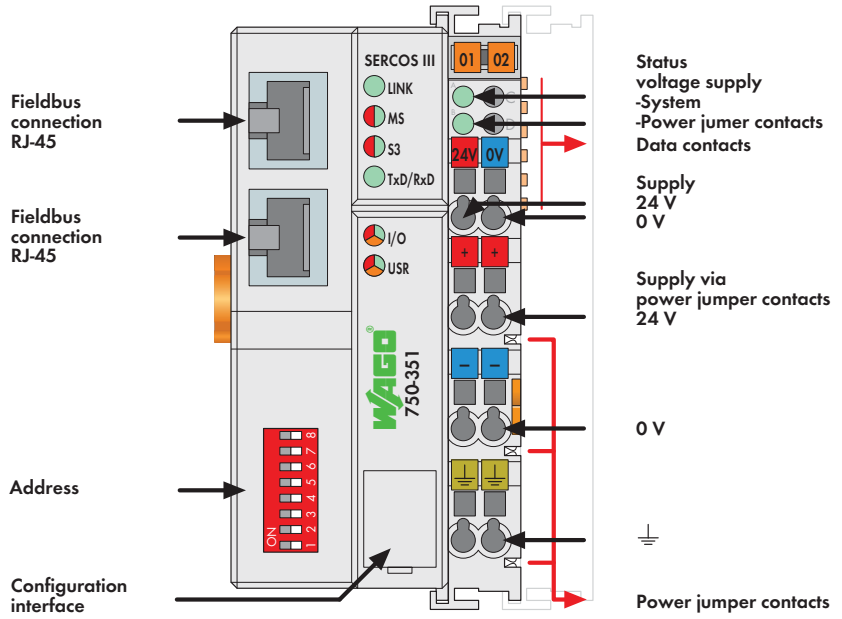 Fieldbus
connection
RJ-45
Fieldbus
connection
RJ-45
Address
Configuration
interface
SERCOS III
LINK
MS
S3
TxD/RxD
I/O
USR
WAGO®
750-351
ON
1 2 3 4 5 6 7 8
01 02
A C
B D
24V 0V
+ +
– –
Status
voltage supply
-System
-Power jumer contacts
Data contacts
Supply
24 V
0 V
Supply via
power jumper contacts
24 V
0 V
Power jumper contacts